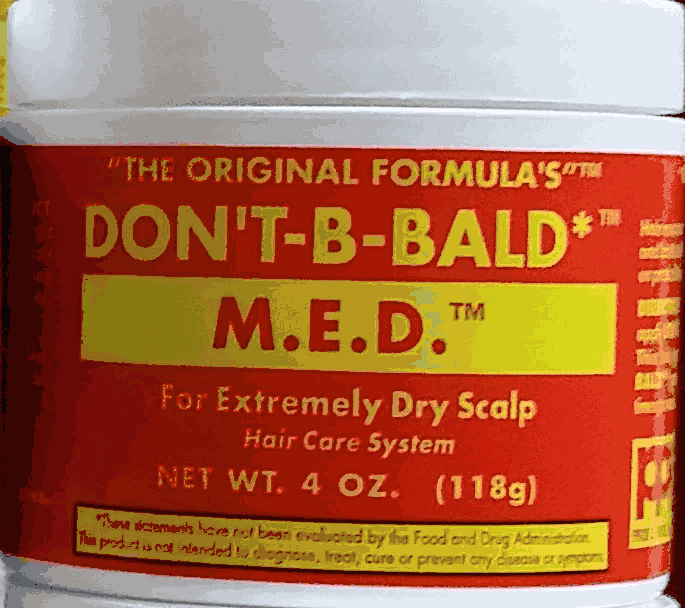 "THE ORIGINAL FORMULA'S"™
DON'T-B-BALD*™
M.E.D.™
For Extremely Dry Scalp
Hair Care System
NET WT. 4 OZ. (118g)
*These statements have not been evaluated by the Food and Drug Administration.
This product is not intended to diagnose, treat, cure or prevent any disease or symptoms.